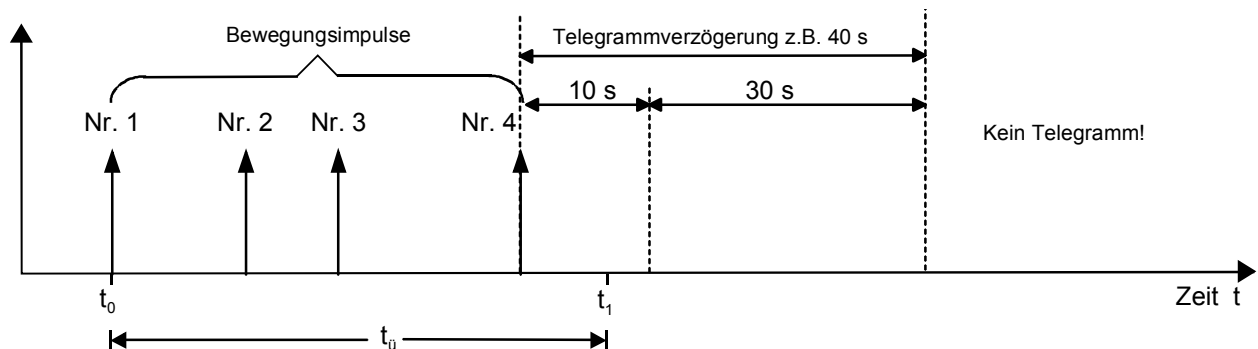 Bewegungsimpulse
Telegrammverzögerung z.B. 40 s
10 s
30 s
Nr. 1
Nr. 2
Nr. 3
Nr. 4
Kein Telegramm!
t₀
t₁
Zeit t
tü